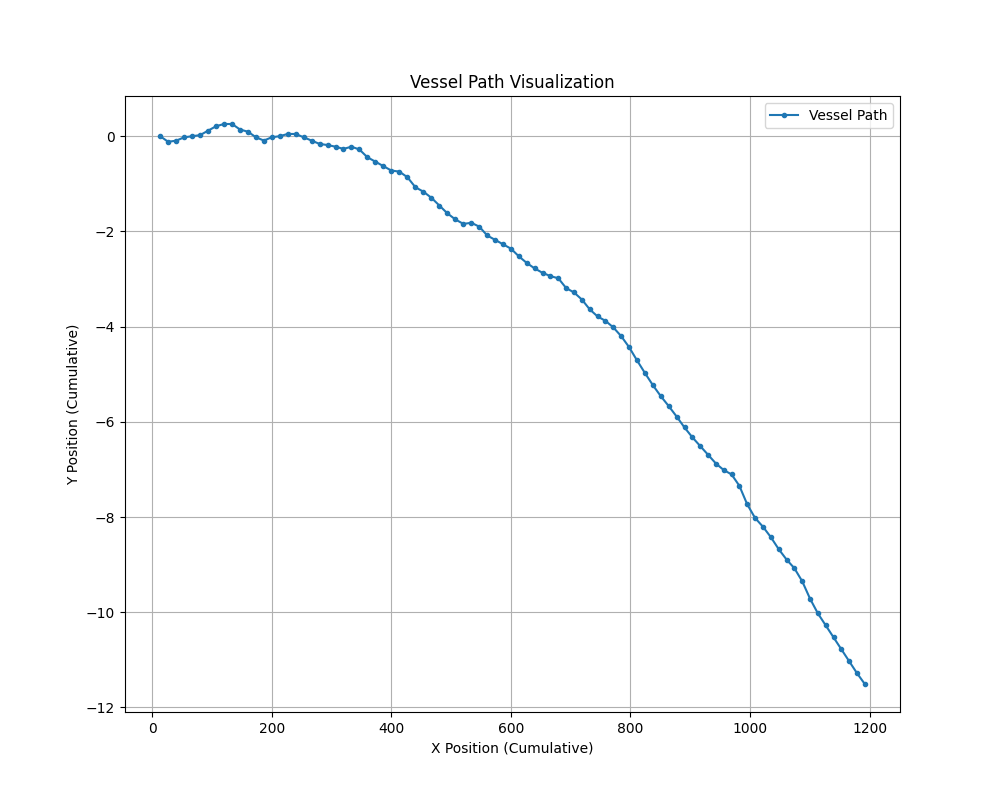 Vessel Path Visualization
Vessel Path
0
−2
−4
−6
−8
−10
−12
Y Position (Cumulative)
0 200 400 600 800 1000 1200
X Position (Cumulative)